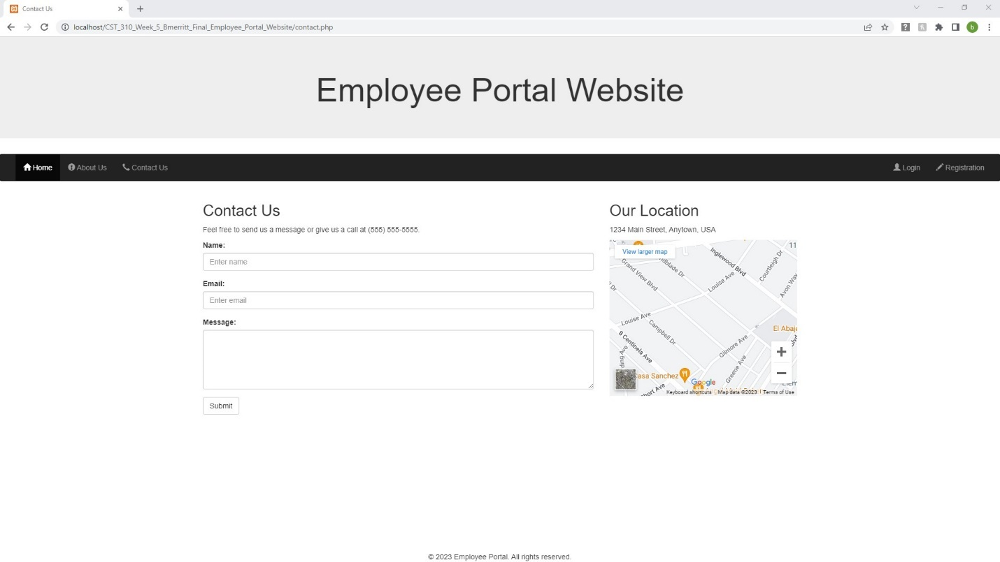 Contact Us
localhost/CST_310_Week_5_Bmerritt_Final_Employee_Portal_Website/contact.php
b
Employee Portal Website
Home About Us Contact Us Login Registration
Contact Us
Feel free to send us a message or give us a call at (555) 555-5555.
Name:
Enter name
Email:
Enter email
Message:
Submit
Our Location
1234 Main Street, Anytown, USA
View larger map
11
Inglewood Blvd
Courtleigh Dr
Grand View Blvd
ndblade Dr
Louise Ave
Avon Way
Dr
Louise Ave
Campbell Dr
El Abaje
S Centinela Ave
Gilmore Ave
Greene Ave
Casa Sanchez
Google
Keyboard shortcuts Map data ©2023 Terms of Use
© 2023 Employee Portal. All rights reserved.